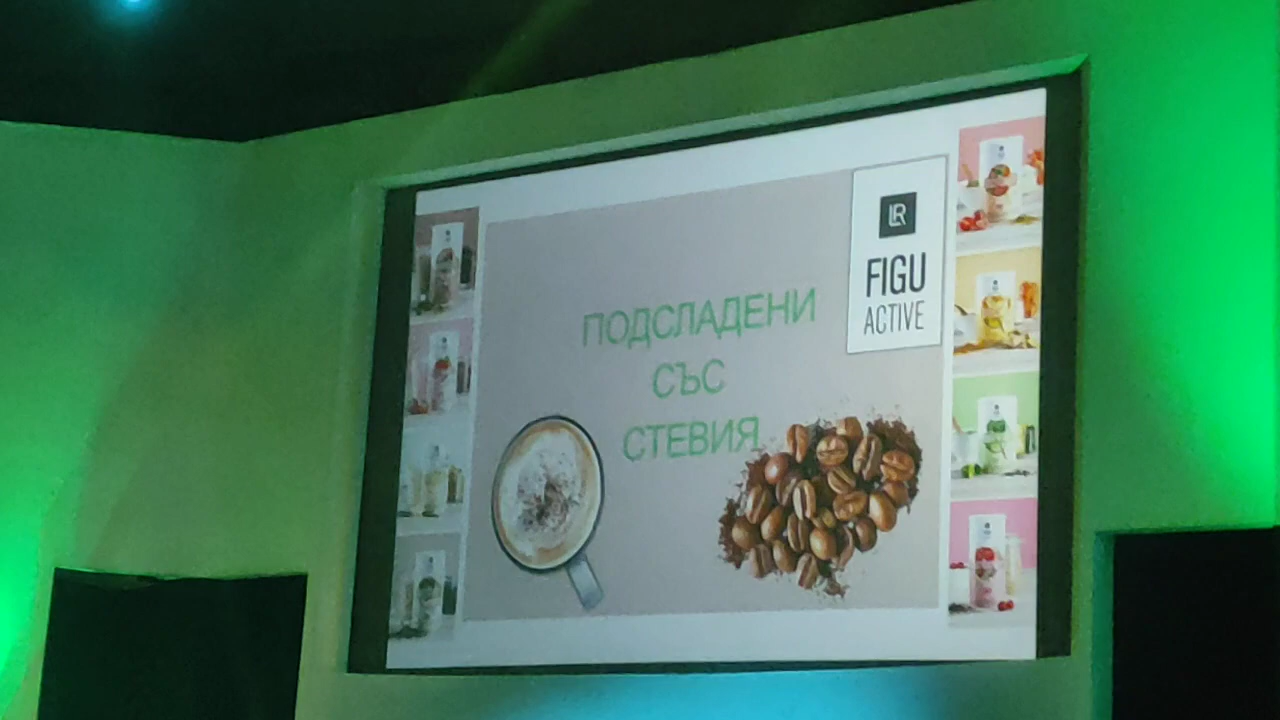 ПОДСЛАДЕНИ
СЪС
СТЕВИЯ
LR
FIGU
ACTIVE